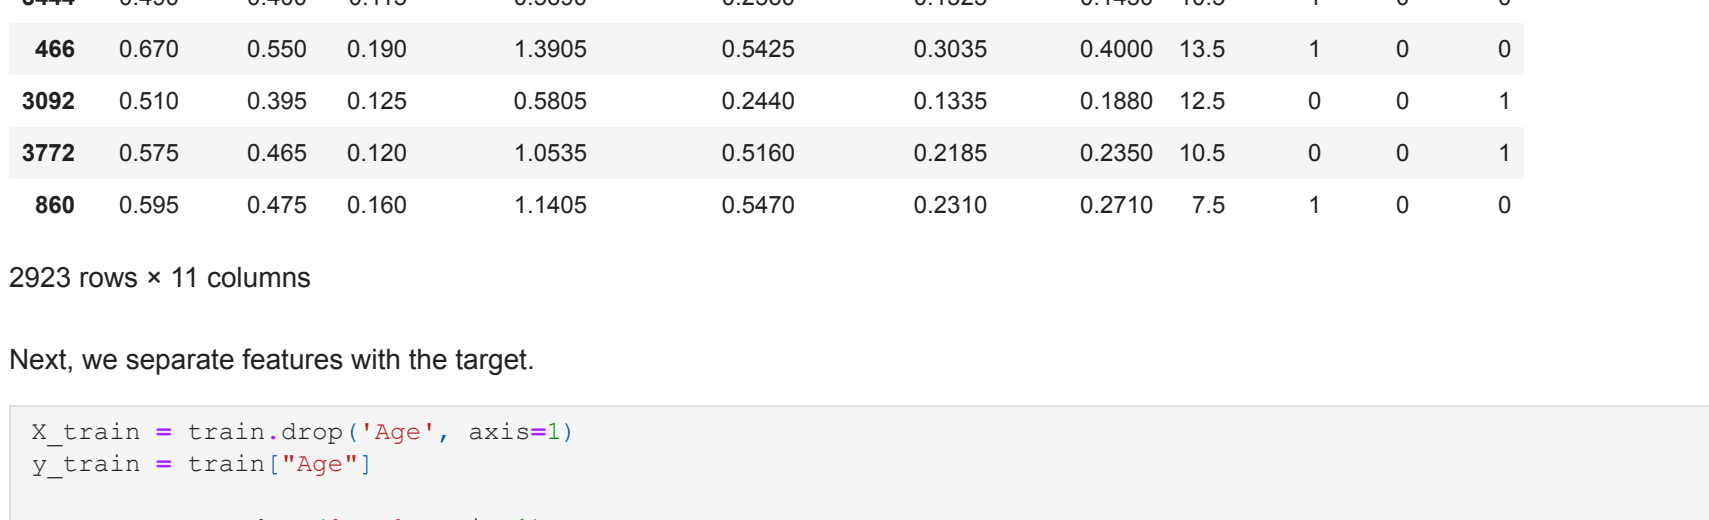 466 0.670 0.550 0.190 1.3905 0.5425 0.3035 0.4000 13.5 1 0 0
3092 0.510 0.395 0.125 0.5805 0.2440 0.1335 0.1880 12.5 0 0 1
3772 0.575 0.465 0.120 1.0535 0.5160 0.2185 0.2350 10.5 0 0 1
860 0.595 0.475 0.160 1.1405 0.5470 0.2310 0.2710 7.5 1 0 0
2923 rows × 11 columns
Next, we separate features with the target.
X_train = train.drop('Age', axis=1)
y_train = train["Age"]